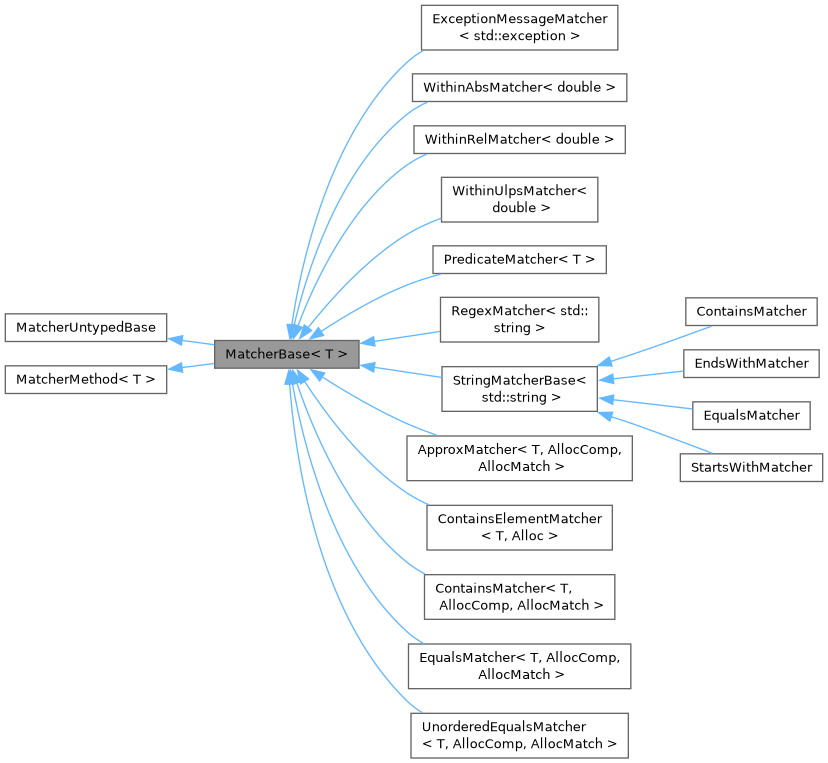 MatcherUntypedBase
MatcherMethod< T >
MatcherBase< T >
ExceptionMessageMatcher
< std::exception >
WithinAbsMatcher< double >
WithinRelMatcher< double >
WithinUlpsMatcher<
double >
PredicateMatcher< T >
RegexMatcher< std::
string >
StringMatcherBase<
std::string >
ApproxMatcher< T, AllocComp,
AllocMatch >
ContainsElementMatcher
< T, Alloc >
ContainsMatcher< T,
AllocComp, AllocMatch >
EqualsMatcher< T, AllocComp,
AllocMatch >
UnorderedEqualsMatcher
< T, AllocComp, AllocMatch >
ContainsMatcher
EndsWithMatcher
EqualsMatcher
StartsWithMatcher